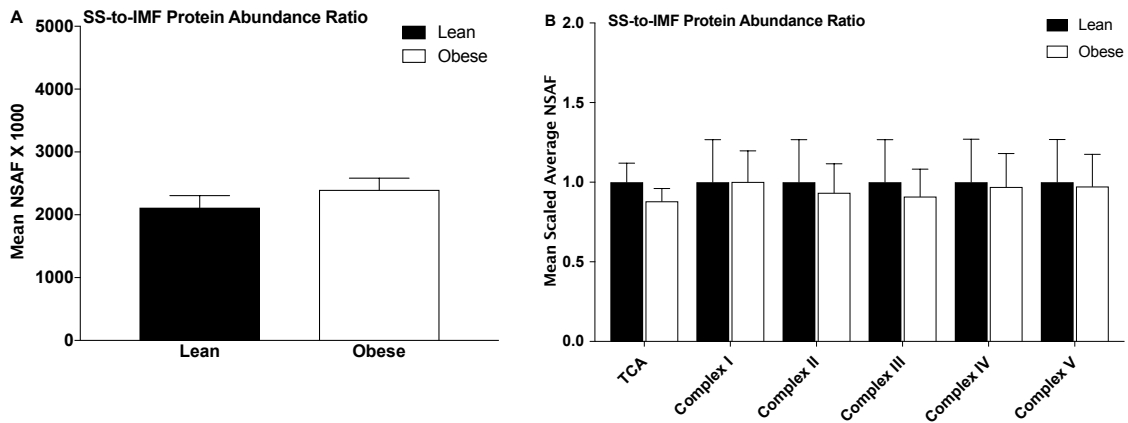 A
SS-to-IMF Protein Abundance Ratio
Mean NSAF X 1000
5000
4000
3000
2000
1000
0
Lean
Obese
Lean
Obese
B
SS-to-IMF Protein Abundance Ratio
Mean Scaled Average NSAF
2.0
1.5
1.0
0.5
0.0
Lean
Obese
TCA
Complex I
Complex II
Complex III
Complex IV
Complex V